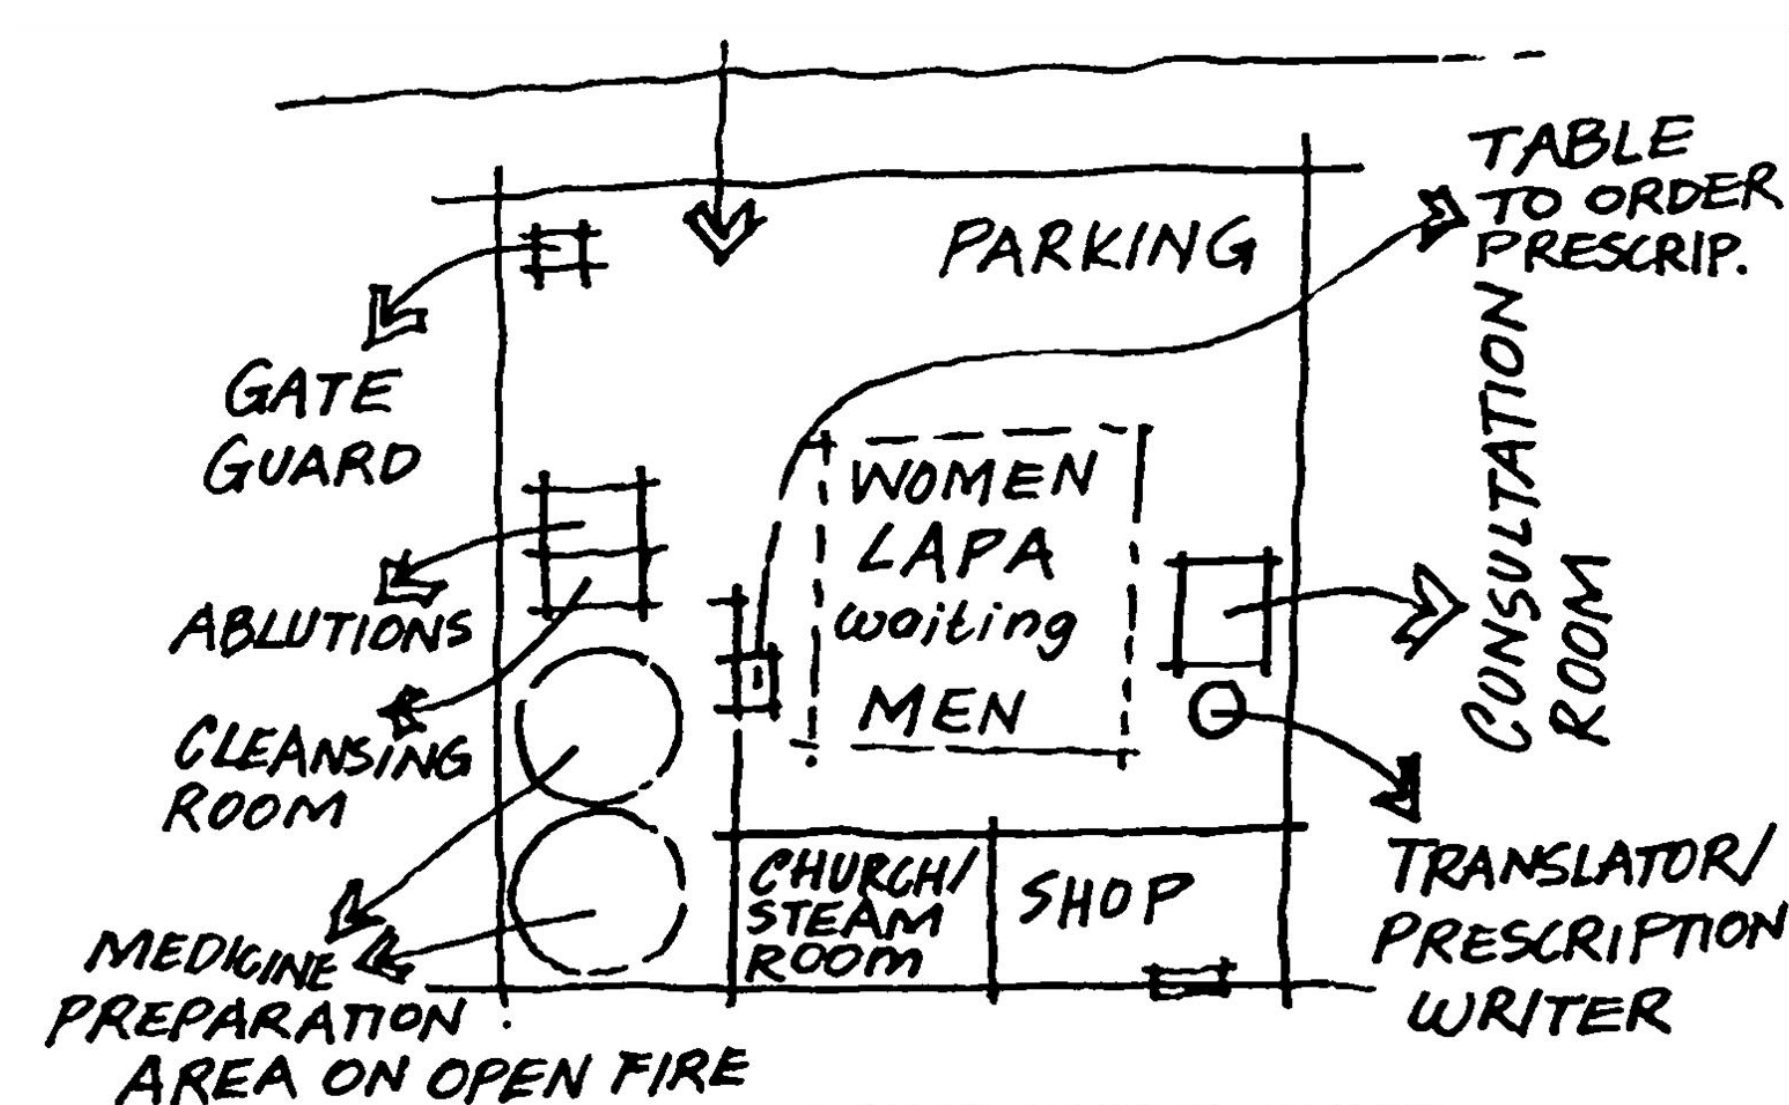 TABLE
TO ORDER
PRESCRIP.
PARKING
GATE
GUARD
CONSULTATION
ROOM
WOMEN
LAPA
waiting
MEN
ABLUTIONS
CLEANSING
ROOM
CHURCH/
STEAM
ROOM
SHOP
TRANSLATOR/
PRESCRIPTION
WRITER
MEDICINE
PREPARATION
AREA ON OPEN FIRE